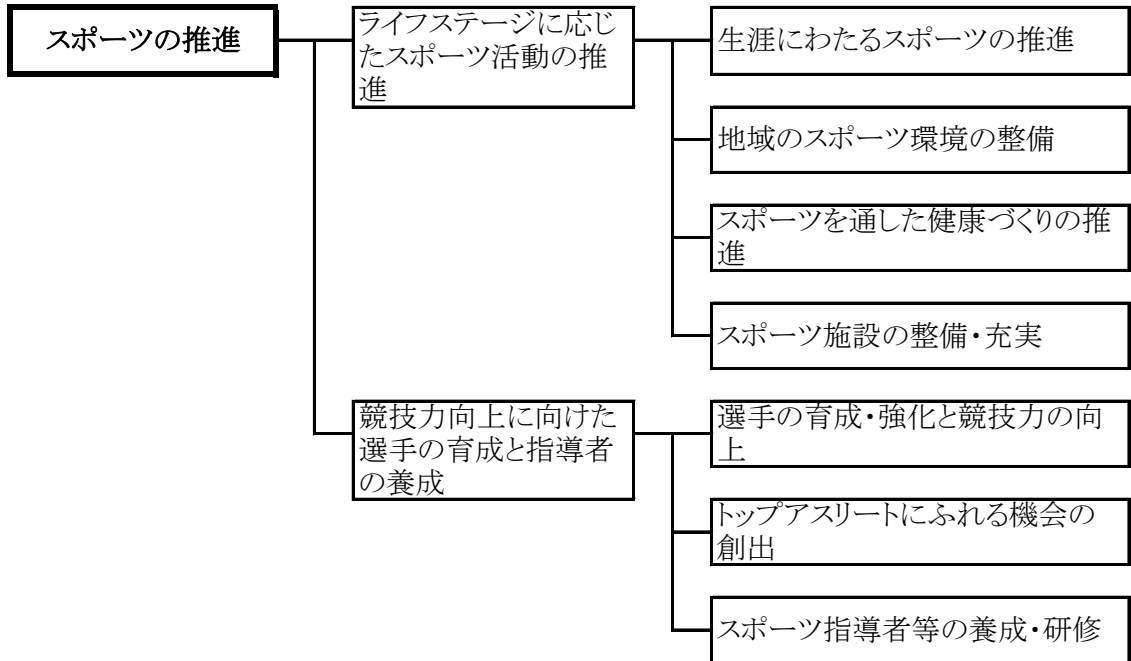 スポーツの推進
ライフステージに応じ
たスポーツ活動の推
進
生涯にわたるスポーツの推進
地域のスポーツ環境の整備
スポーツを通した健康づくりの推
進
スポーツ施設の整備・充実
競技力向上に向けた
選手の育成と指導者
の養成
選手の育成・強化と競技力の向
上
トップアスリートにふれる機会の
創出
スポーツ指導者等の養成・研修